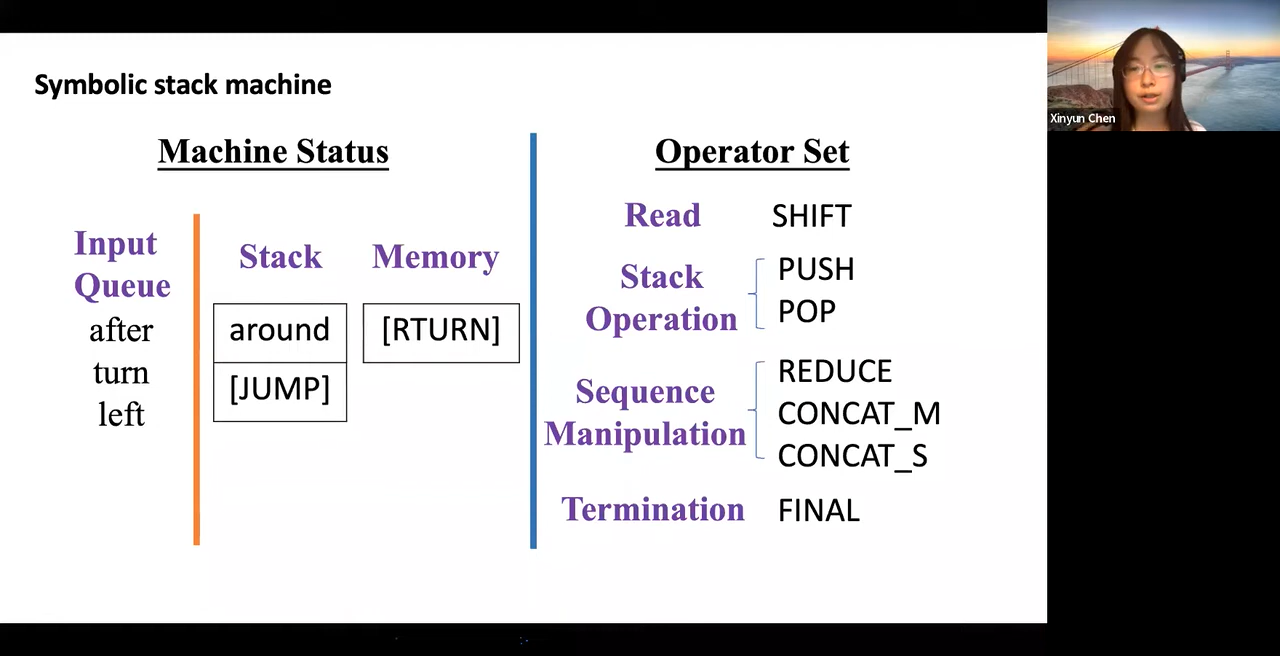 Symbolic stack machine
Machine Status
Input
Queue
after
turn
left
Stack
around
[JUMP]
Memory
[RTURN]
Operator Set
Read SHIFT
Stack
Operation
PUSH
POP
Sequence
Manipulation
REDUCE
CONCAT_M
CONCAT_S
Termination FINAL
Xinyun Chen